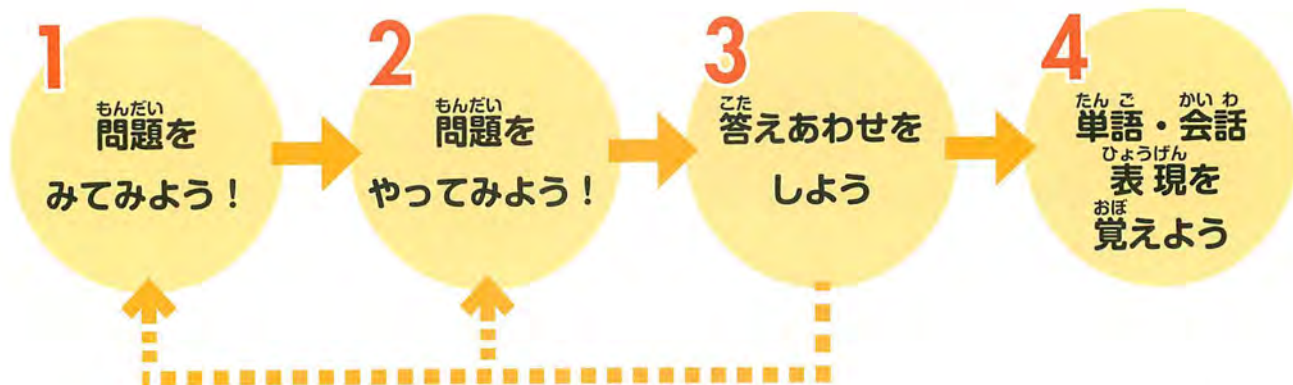 1
もんだい
問題を
みてみよう！
2
もんだい
問題を
やってみよう！
3
こた
答えあわせを
しよう
4
たんご かいわ
単語・会話
ひょうげん
表現を
おぼ
覚えよう